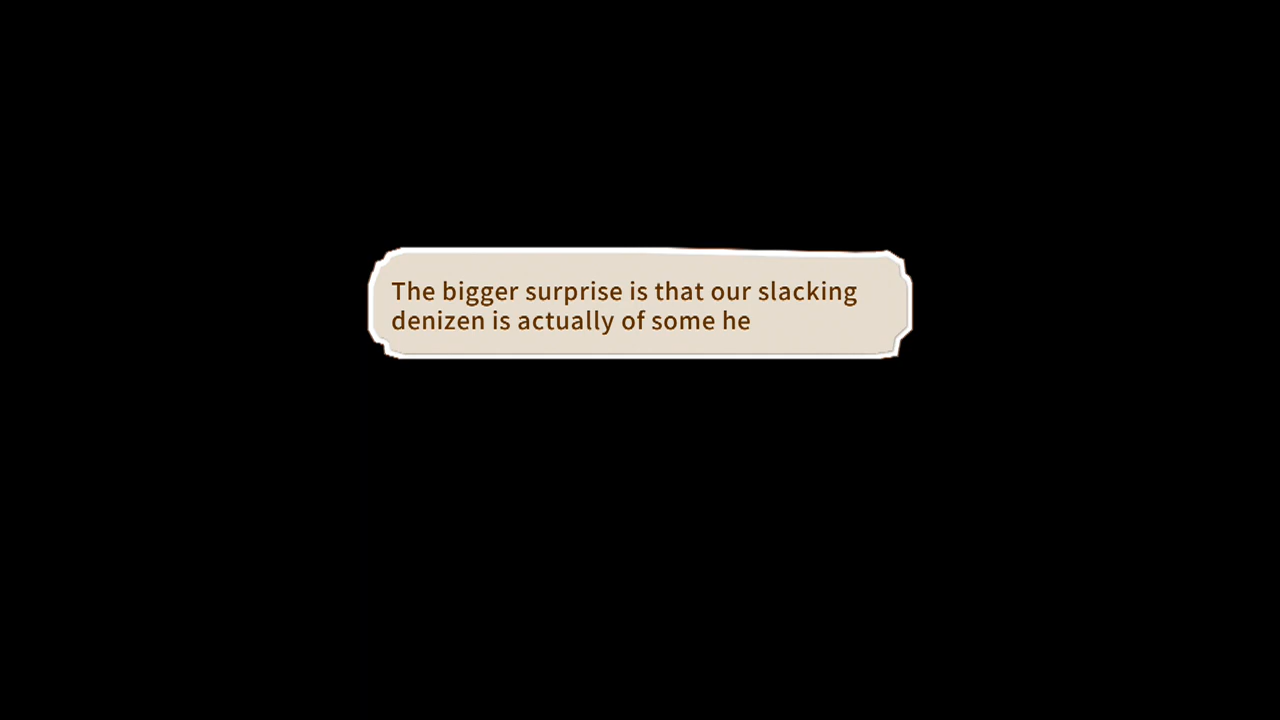 The bigger surprise is that our slacking
denizen is actually of some he